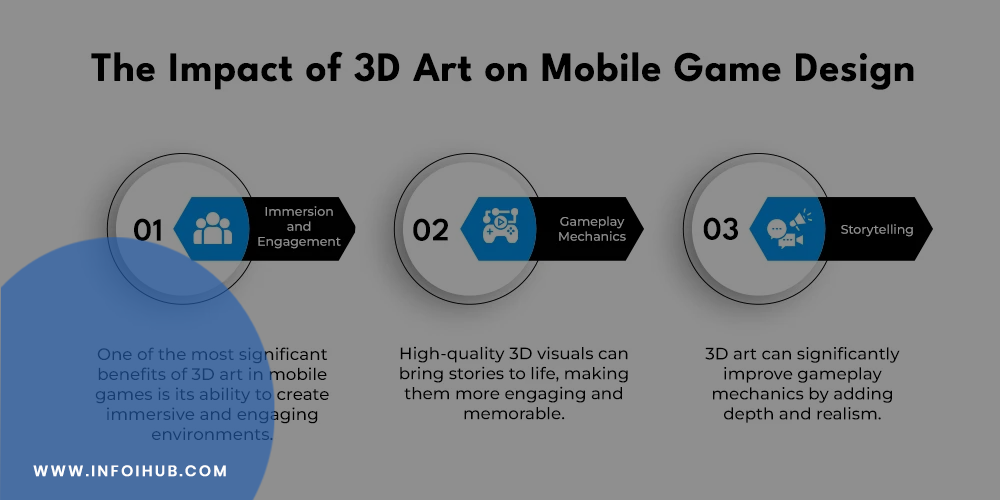 The Impact of 3D Art on Mobile Game Design
01
Immersion
and
Engagement
One of the most significant
benefits of 3D art in mobile
games is its ability to create
immersive and engaging
environments.
02
Gameplay
Mechanics
High-quality 3D visuals can
bring stories to life, making
them more engaging and
memorable.
03
Storytelling
3D art can significantly
improve gameplay
mechanics by adding
depth and realism.
WWW.INFOIHUB.COM